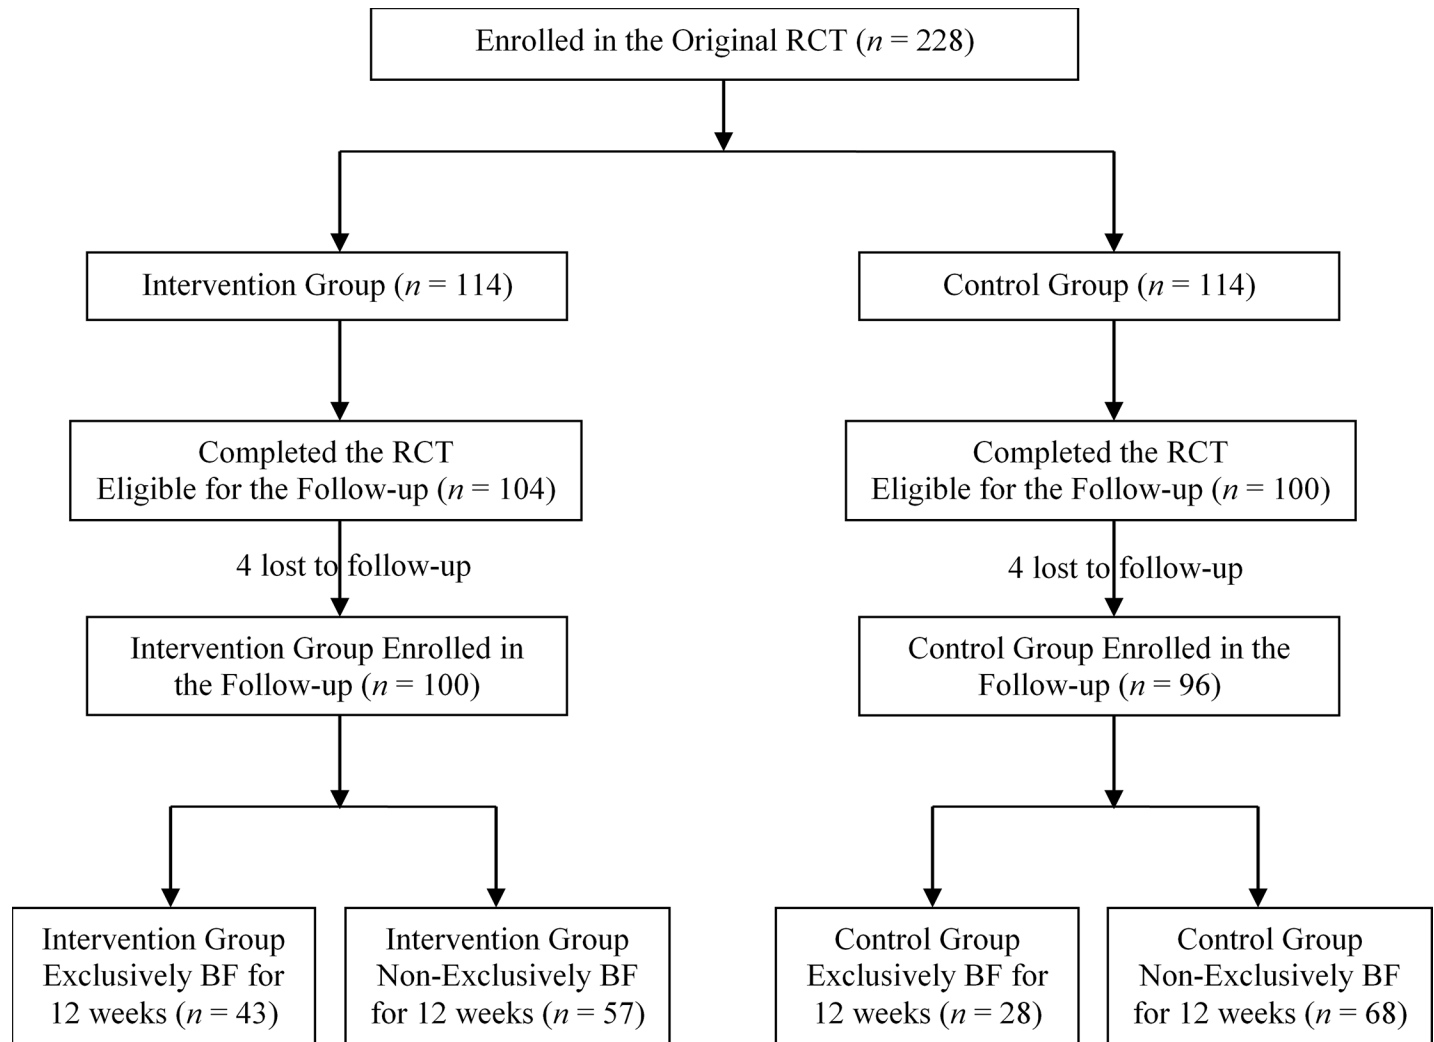 Enrolled in the Original RCT (n = 228)
Intervention Group (n = 114)
Control Group (n = 114)
Completed the RCT
Eligible for the Follow-up (n = 104)
Completed the RCT
Eligible for the Follow-up (n = 100)
4 lost to follow-up
4 lost to follow-up
Intervention Group Enrolled in
the Follow-up (n = 100)
Control Group Enrolled in the
Follow-up (n = 96)
Intervention Group
Exclusively BF for
12 weeks (n = 43)
Intervention Group
Non-Exclusively BF
for 12 weeks (n = 57)
Control Group
Exclusively BF for
12 weeks (n = 28)
Control Group
Non-Exclusively BF
for 12 weeks (n = 68)